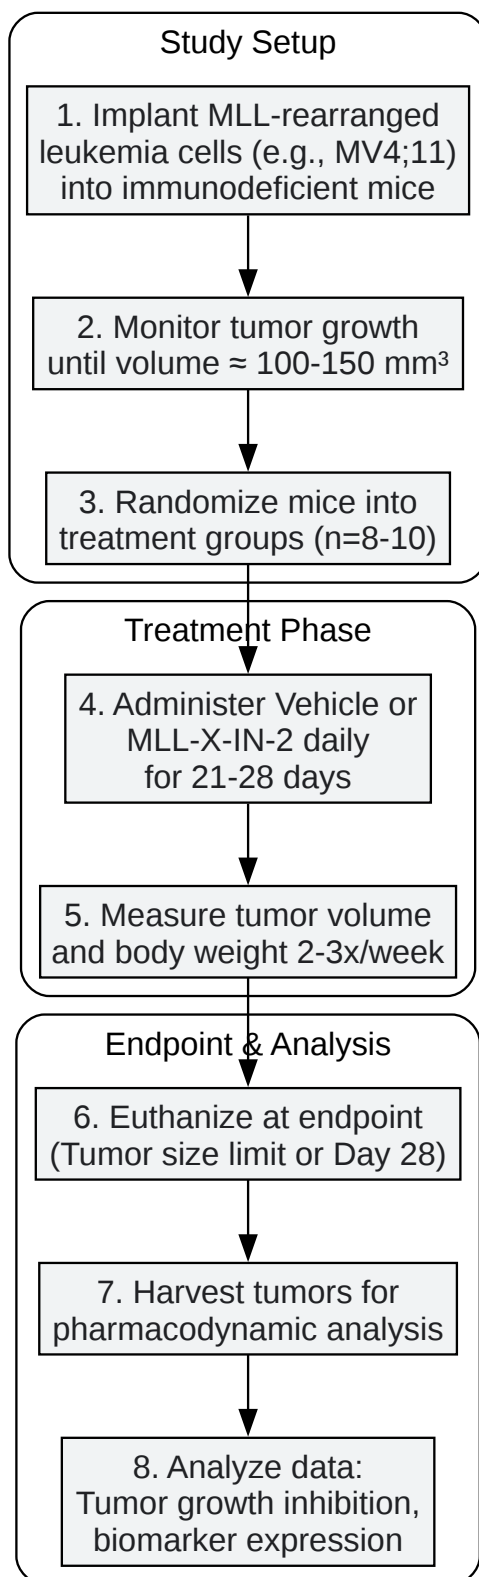 Study Setup
1. Implant MLL-rearranged
leukemia cells (e.g., MV4;11)
into immunodeficient mice
2. Monitor tumor growth
until volume ≈ 100-150 mm³
3. Randomize mice into
treatment groups (n=8-10)
Treatment Phase
4. Administer Vehicle or
MLL-X-IN-2 daily
for 21-28 days
5. Measure tumor volume
and body weight 2-3x/week
Endpoint & Analysis
6. Euthanize at endpoint
(Tumor size limit or Day 28)
7. Harvest tumors for
pharmacodynamic analysis
8. Analyze data:
Tumor growth inhibition,
biomarker expression